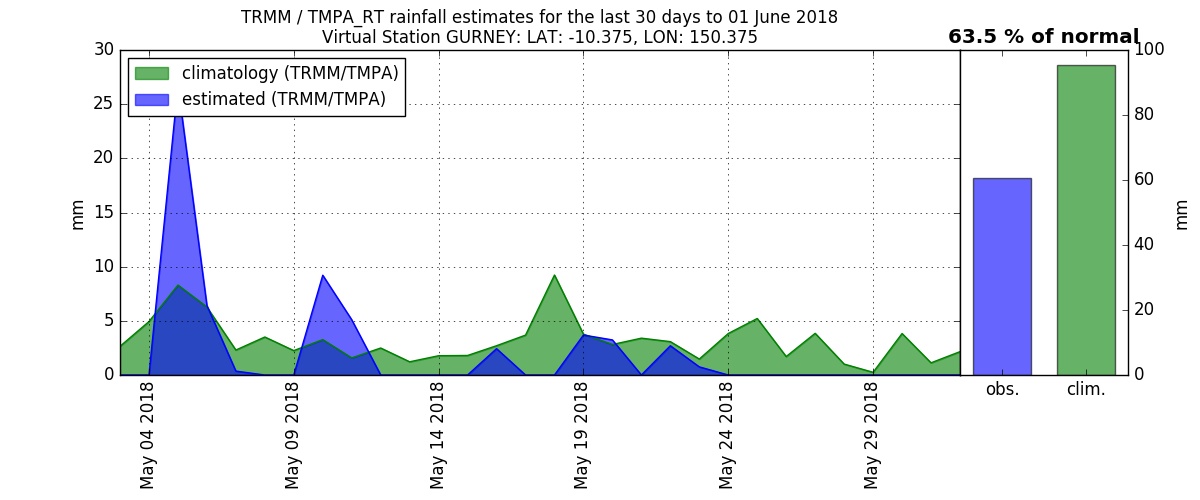 TRMM / TMPA_RT rainfall estimates for the last 30 days to 01 June 2018
Virtual Station GURNEY: LAT: -10.375, LON: 150.375
63.5 % of normal
climatology (TRMM/TMPA)
estimated (TRMM/TMPA)
30
25
20
15
10
5
0
mm
May 04 2018
May 09 2018
May 14 2018
May 19 2018
May 24 2018
May 29 2018
100
80
60
40
20
0
mm
obs.
clim.